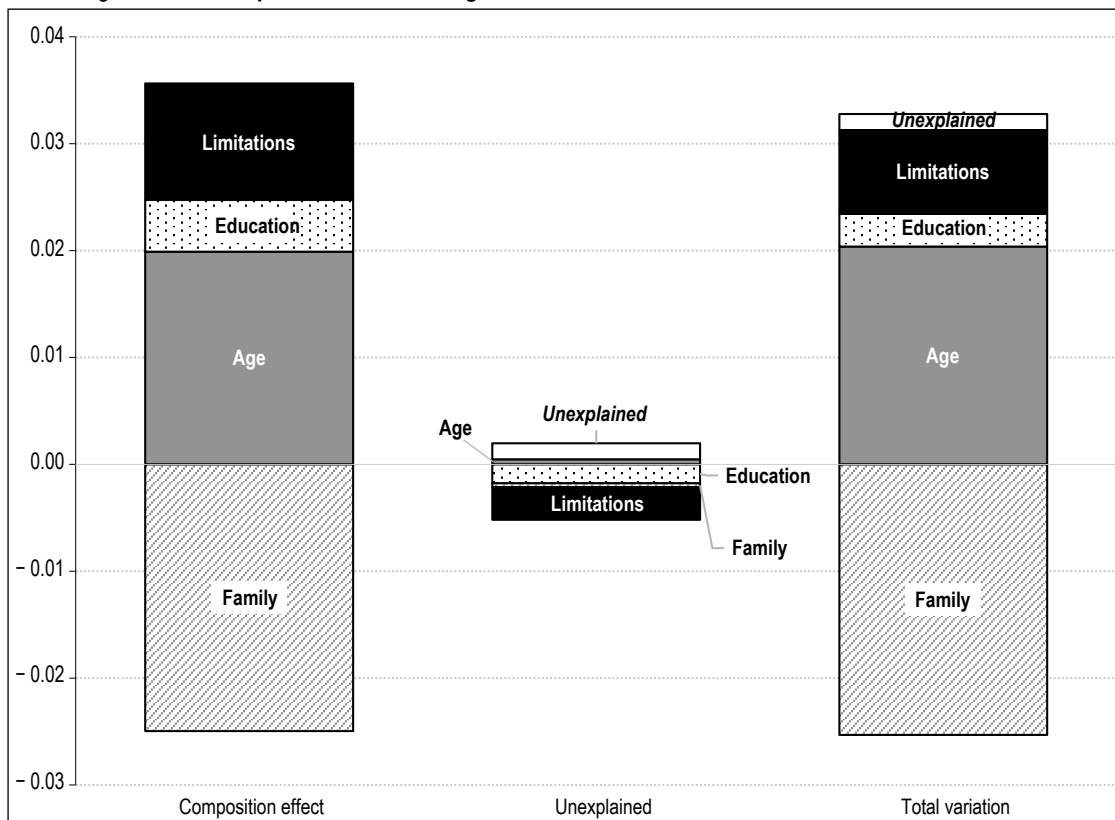 0.04
0.03
0.02
0.01
0.00
− 0.01
− 0.02
− 0.03
Limitations
Education
Age
Family
Unexplained
Age
Education
Limitations
Family
Unexplained
Limitations
Education
Age
Family
Composition effect
Unexplained
Total variation